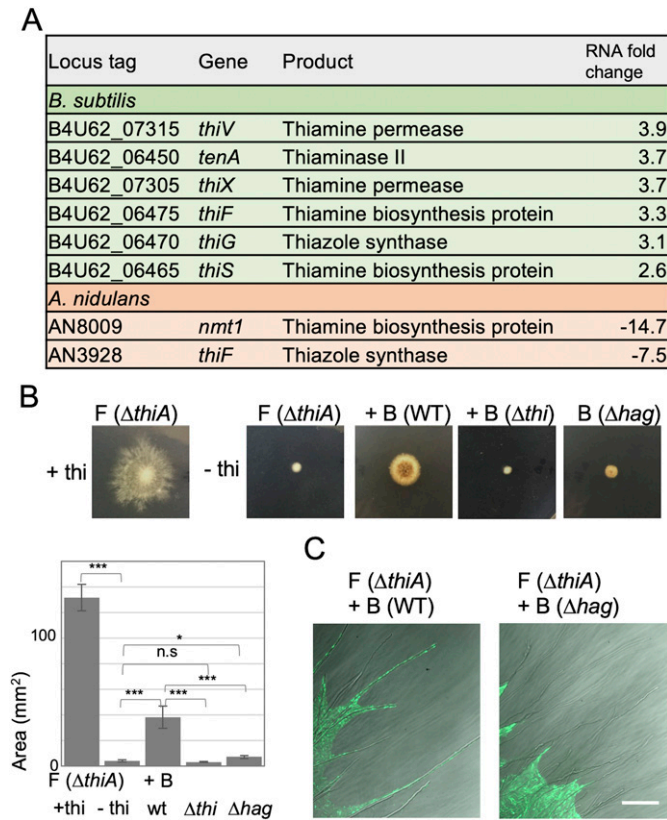 A
Locus tag Gene Product RNA fold change
B. subtilis
B4U62_07315 thiV Thiamine permease 3.9
B4U62_06450 tenA Thiaminase II 3.7
B4U62_07305 thiX Thiamine permease 3.7
B4U62_06475 thiF Thiamine biosynthesis protein 3.3
B4U62_06470 thiG Thiazole synthase 3.1
B4U62_06465 thiS Thiamine biosynthesis protein 2.6
A. nidulans
AN8009 nmt1 Thiamine biosynthesis protein -14.7
AN3928 thiF Thiazole synthase -7.5
B
F (ΔthiA) F (ΔthiA) + B (WT) + B (Δthi) B (Δhag)
+ thi - thi
***
*
n.s
***
*** ***
100
0
Area (mm²)
F (ΔthiA) + B
+thi - thi wt Δthi Δhag
C
F (ΔthiA) F (ΔthiA)
+ B (WT) + B (Δhag)